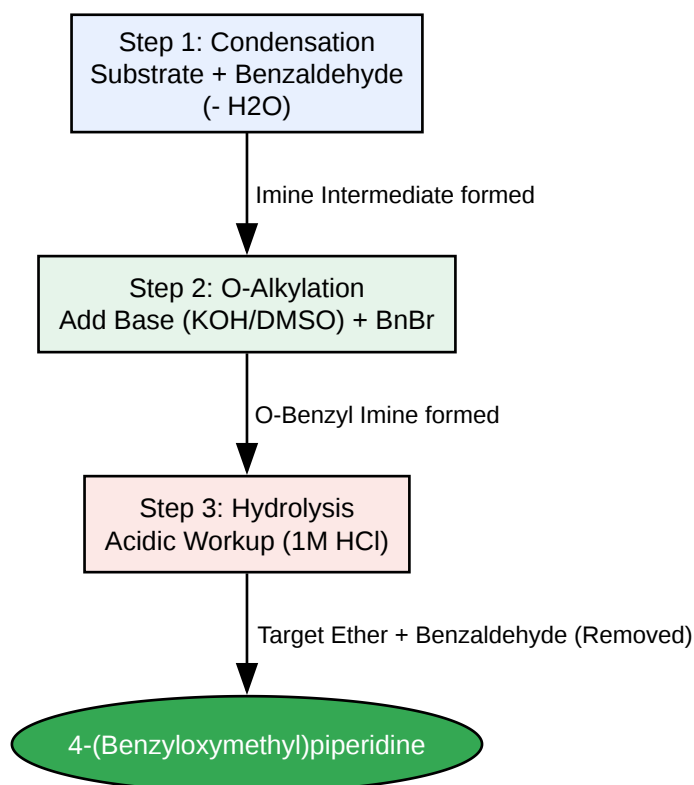 Step 1: Condensation
Substrate + Benzaldehyde
(- H2O)
Imine Intermediate formed
Step 2: O-Alkylation
Add Base (KOH/DMSO) + BnBr
O-Benzyl Imine formed
Step 3: Hydrolysis
Acidic Workup (1M HCl)
Target Ether + Benzaldehyde (Removed)
4-(Benzyloxymethyl)piperidine